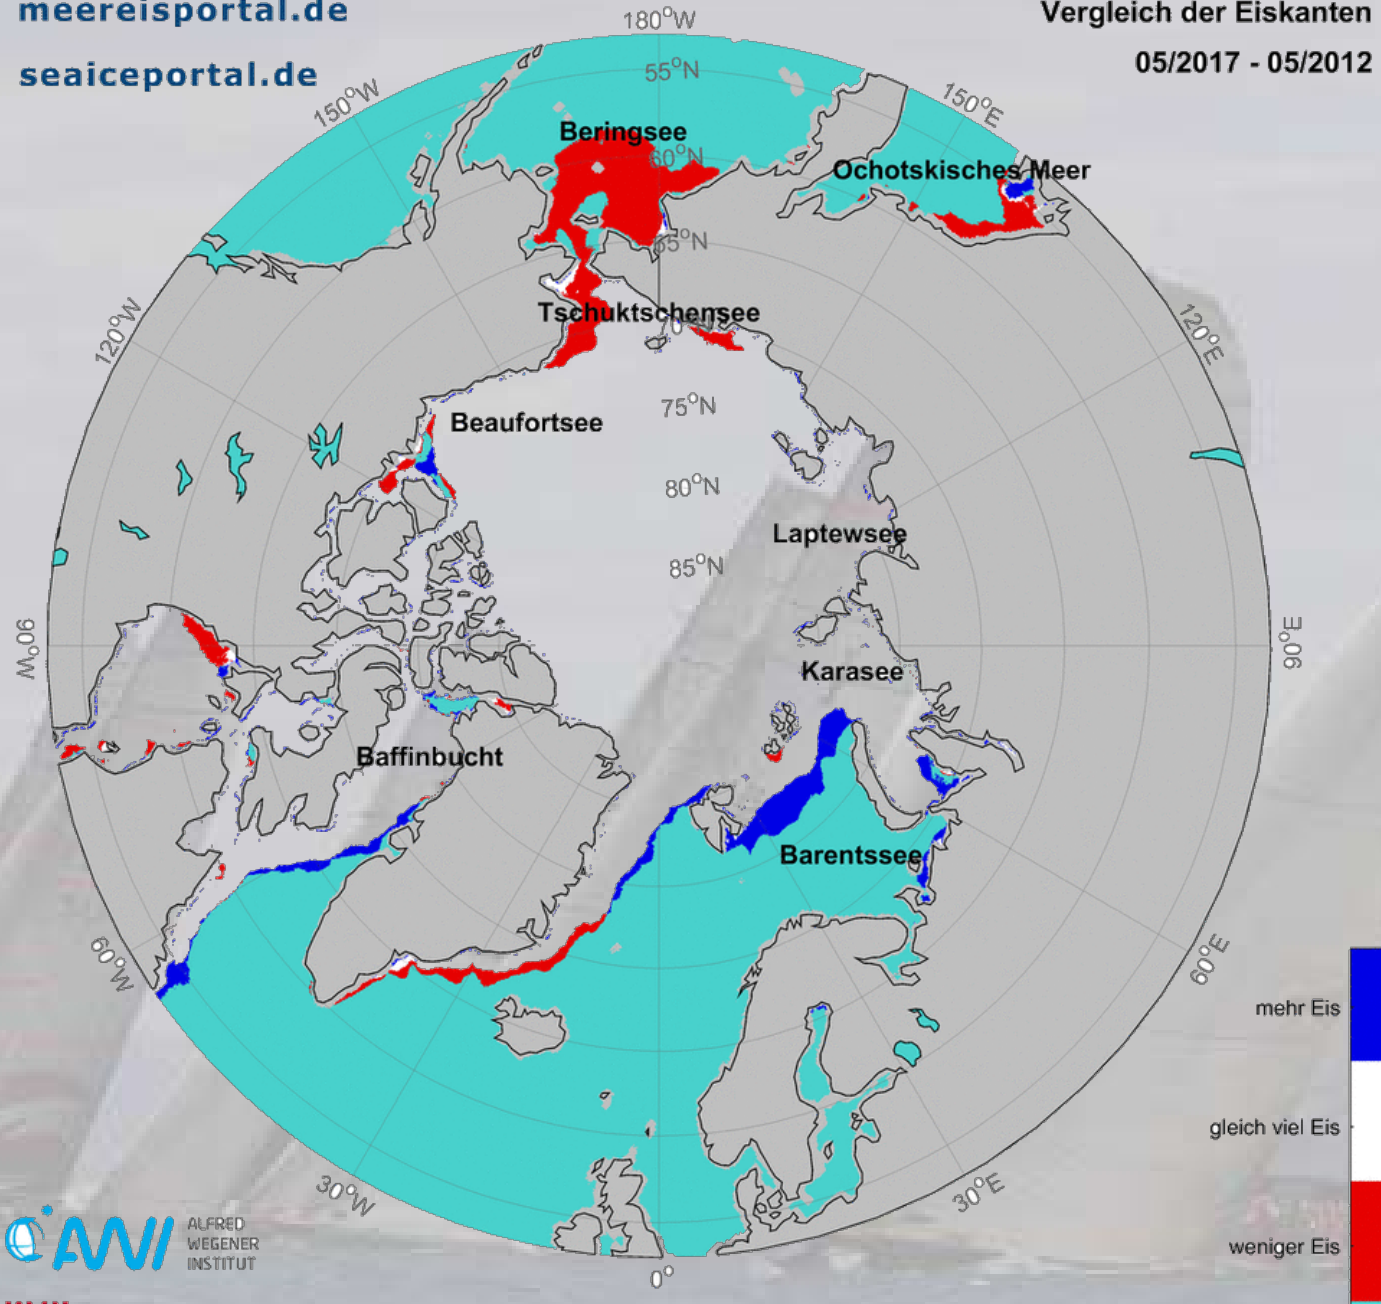 meereisportal.de
seaiceportal.de
Vergleich der Eiskanten
05/2017 - 05/2012
180°W
55°N
150°W
150°E
Beringsee
60°N
Ochotskisches Meer
65°N
120°W
Tschuktschensee
120°E
75°N
Beaufortsee
80°N
Laptewsee
85°N
90°W
90°E
Karasee
Baffinbucht
Barentssee
60°W
60°E
mehr Eis
gleich viel Eis
30°W
30°E
weniger Eis
AWI
ALFRED
WEGENER
INSTITUT
0°